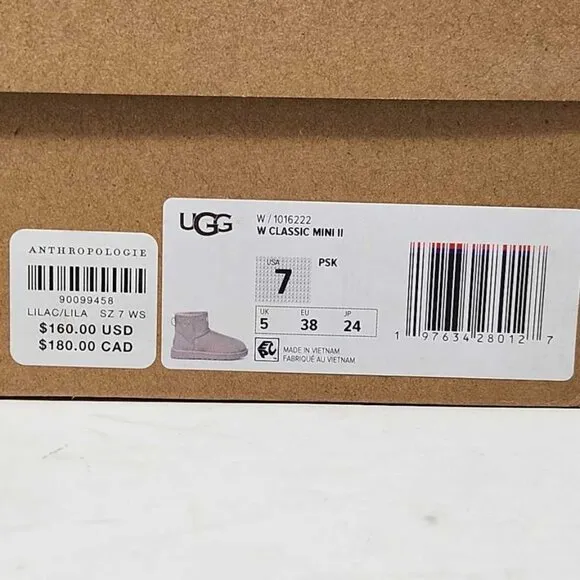 ANTHROPOLOGIE
90099458
LILAC/LILA SZ 7 WS
$160.00 USD
$180.00 CAD
UGG
W / 1016222
W CLASSIC MINI II
USA
7
PSK
UK EU JP
5 38 24
MADE IN VIETNAM
FABRIQUÉ AU VIETNAM
1 97634 28012 7